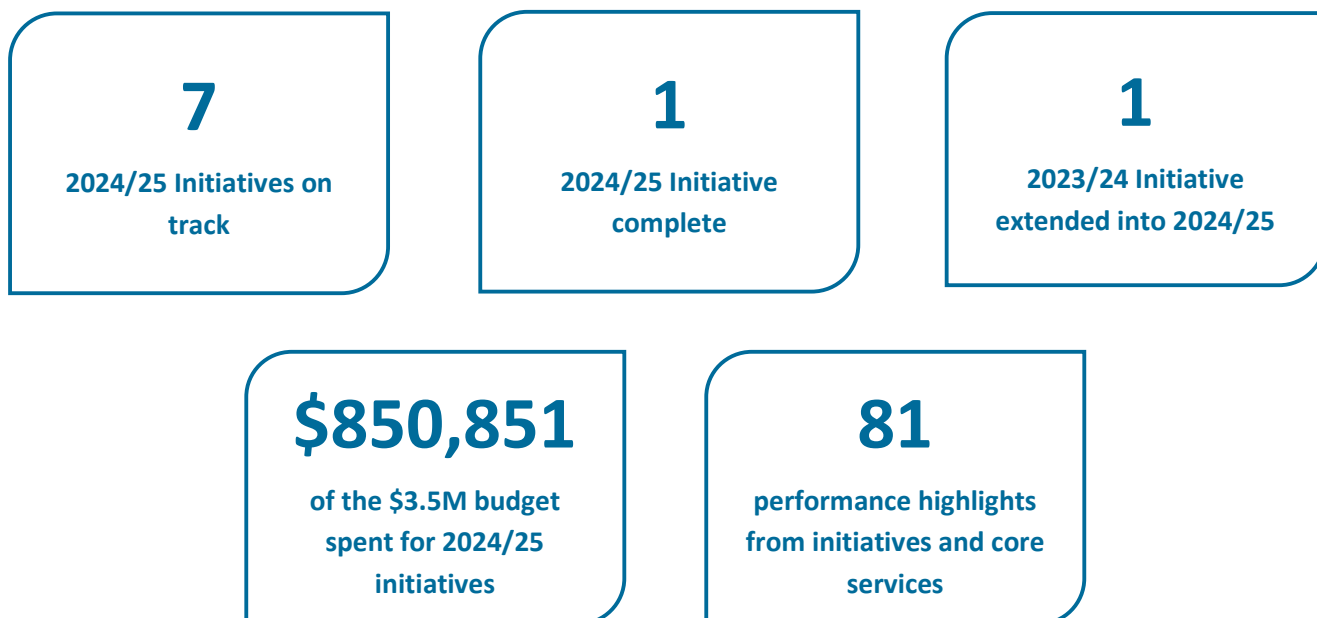 7
2024/25 Initiatives on
track
1
2024/25 Initiative
complete
1
2023/24 Initiative
extended into 2024/25
$850,851
of the $3.5M budget
spent for 2024/25
initiatives
81
performance highlights
from initiatives and core
services